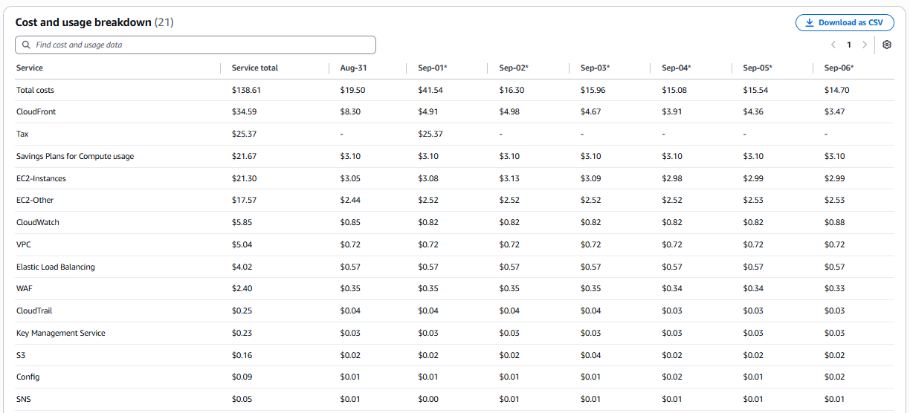 Cost and usage breakdown (21) Download as CSV
Find cost and usage data 1
Service Service total Aug-31 Sep-01* Sep-02* Sep-03* Sep-04* Sep-05* Sep-06*
Total costs $138.61 $19.50 $41.54 $16.30 $15.96 $15.08 $15.54 $14.70
CloudFront $34.59 $8.30 $4.91 $4.98 $4.67 $3.91 $4.36 $3.47
Tax $25.37 - $25.37 - - - - -
Savings Plans for Compute usage $21.67 $3.10 $3.10 $3.10 $3.10 $3.10 $3.10 $3.10
EC2-Instances $21.30 $3.05 $3.08 $3.13 $3.09 $2.98 $2.99 $2.99
EC2-Other $17.57 $2.44 $2.52 $2.52 $2.52 $2.52 $2.53 $2.53
CloudWatch $5.85 $0.85 $0.82 $0.82 $0.82 $0.82 $0.82 $0.88
VPC $5.04 $0.72 $0.72 $0.72 $0.72 $0.72 $0.72 $0.72
Elastic Load Balancing $4.02 $0.57 $0.57 $0.57 $0.57 $0.57 $0.57 $0.57
WAF $2.40 $0.35 $0.35 $0.35 $0.35 $0.34 $0.34 $0.33
CloudTrail $0.25 $0.04 $0.04 $0.04 $0.04 $0.03 $0.03 $0.03
Key Management Service $0.23 $0.03 $0.03 $0.03 $0.03 $0.03 $0.03 $0.03
S3 $0.16 $0.02 $0.02 $0.02 $0.04 $0.02 $0.02 $0.02
Config $0.09 $0.01 $0.01 $0.01 $0.01 $0.02 $0.01 $0.02
SNS $0.05 $0.01 $0.00 $0.01 $0.01 $0.01 $0.01 $0.01